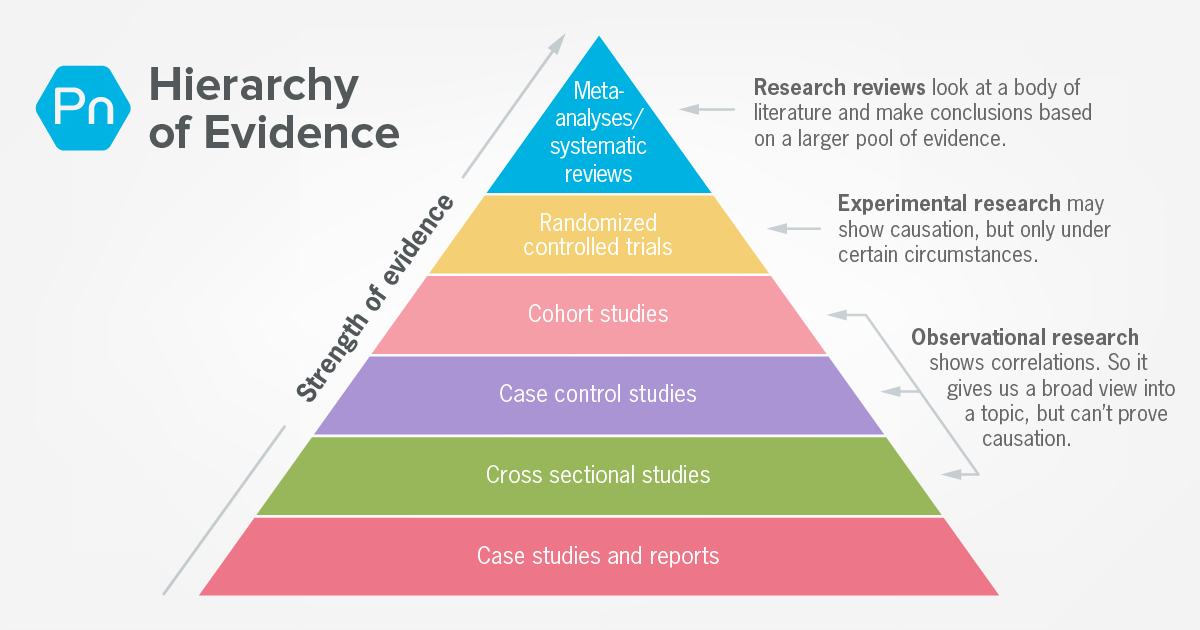 Pn
Hierarchy
of Evidence
Strength of evidence
Meta-
analyses/
systematic
reviews
Research reviews look at a body of
literature and make conclusions based
on a larger pool of evidence.
Randomized
controlled trials
Experimental research may
show causation, but only under
certain circumstances.
Cohort studies
Case control studies
Cross sectional studies
Observational research
shows correlations. So it
gives us a broad view into
a topic, but can't prove
causation.
Case studies and reports